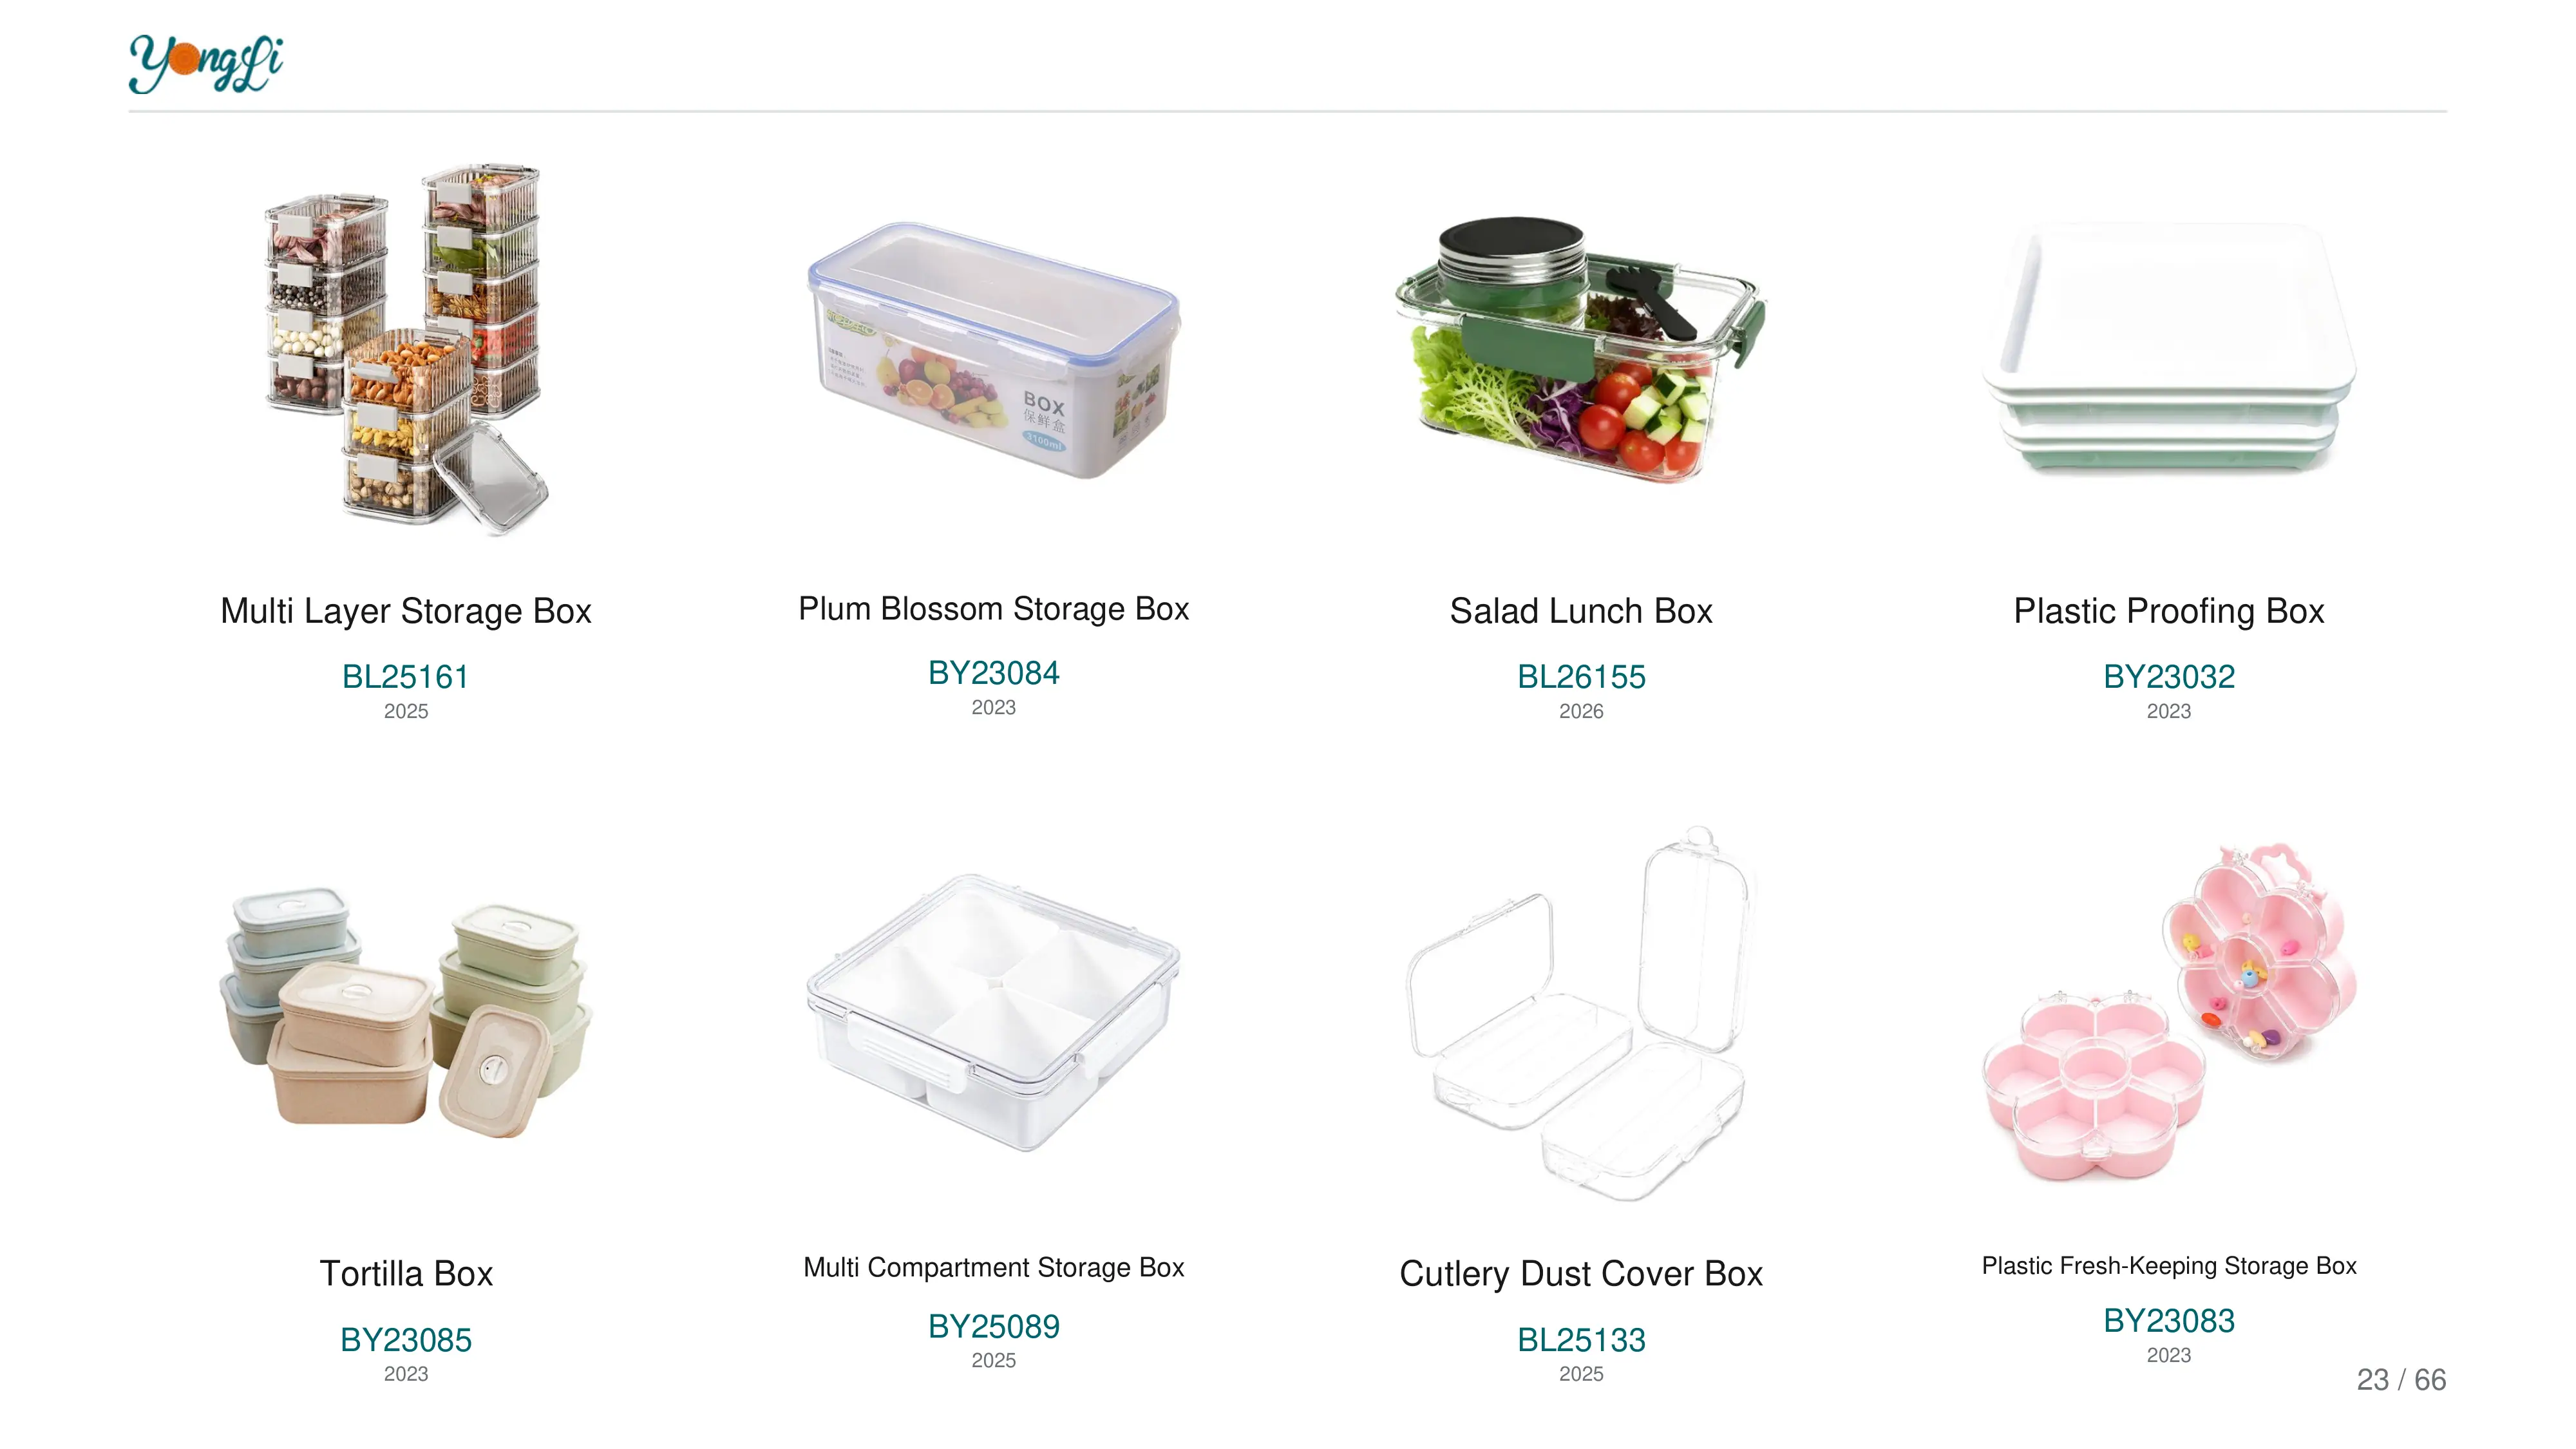 YongLi
BOX
保鮮盒
3100ml
Multi Layer Storage Box
BL25161
2025
Plum Blossom Storage Box
BY23084
2023
Salad Lunch Box
BL26155
2026
Plastic Proofing Box
BY23032
2023
Tortilla Box
BY23085
2023
Multi Compartment Storage Box
BY25089
2025
Cutlery Dust Cover Box
BL25133
2025
Plastic Fresh-Keeping Storage Box
BY23083
2023
23 / 66